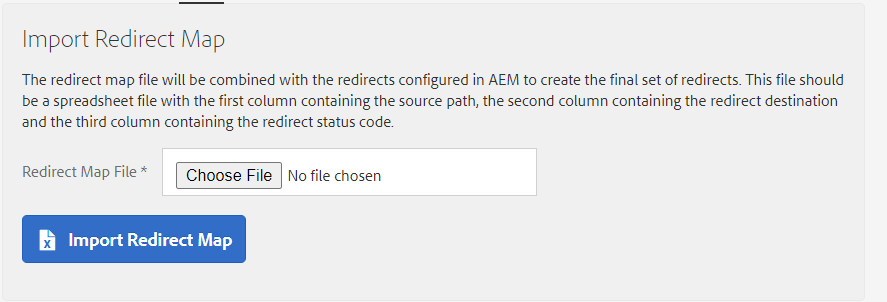 Import Redirect Map
The redirect map file will be combined with the redirects configured in AEM to create the final set of redirects. This file should
be a spreadsheet file with the first column containing the source path, the second column containing the redirect destination
and the third column containing the redirect status code.
Redirect Map File * Choose File No file chosen
Import Redirect Map